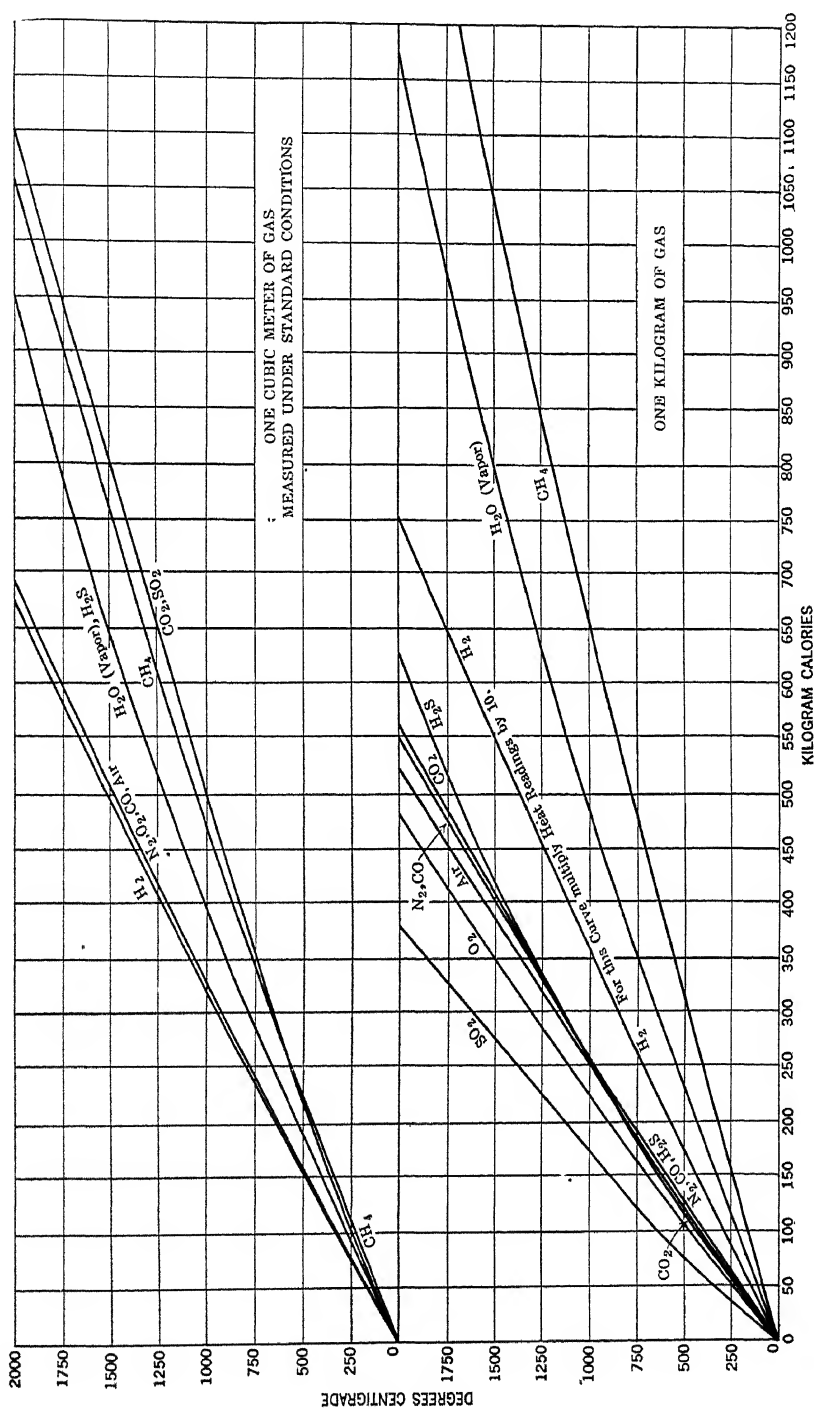 2000
1750
1500
1250
1000
750
500
250
0
1750
1500
1250
1000
750
500
250
0
DEGREES CENTIGRADE
ONE CUBIC METER OF GAS
MEASURED UNDER STANDARD CONDITIONS
H2
N2,O2,CO,Air
H2O (Vapor),H2S
CH4
CO2,SO2
CH4
ONE KILOGRAM OF GAS
SO2
O2
Air
N2,CO
CO2
H2S
H2
For this Curve multiply Heat Readings by 10.
H2
H2O (Vapor)
CH4
N2,CO,H2S
CO2
0
50
100
150
200
250
300
350
400
450
500
550
600
650
700
750
800
850
900
950
1000
1050
1100
1150
1200
KILOGRAM CALORIES